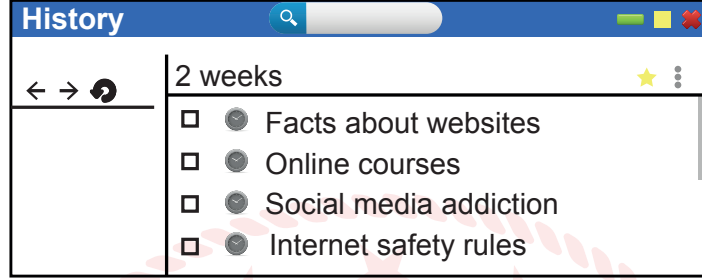 History
2 weeks
Facts about websites
Online courses
Social media addiction
Internet safety rules